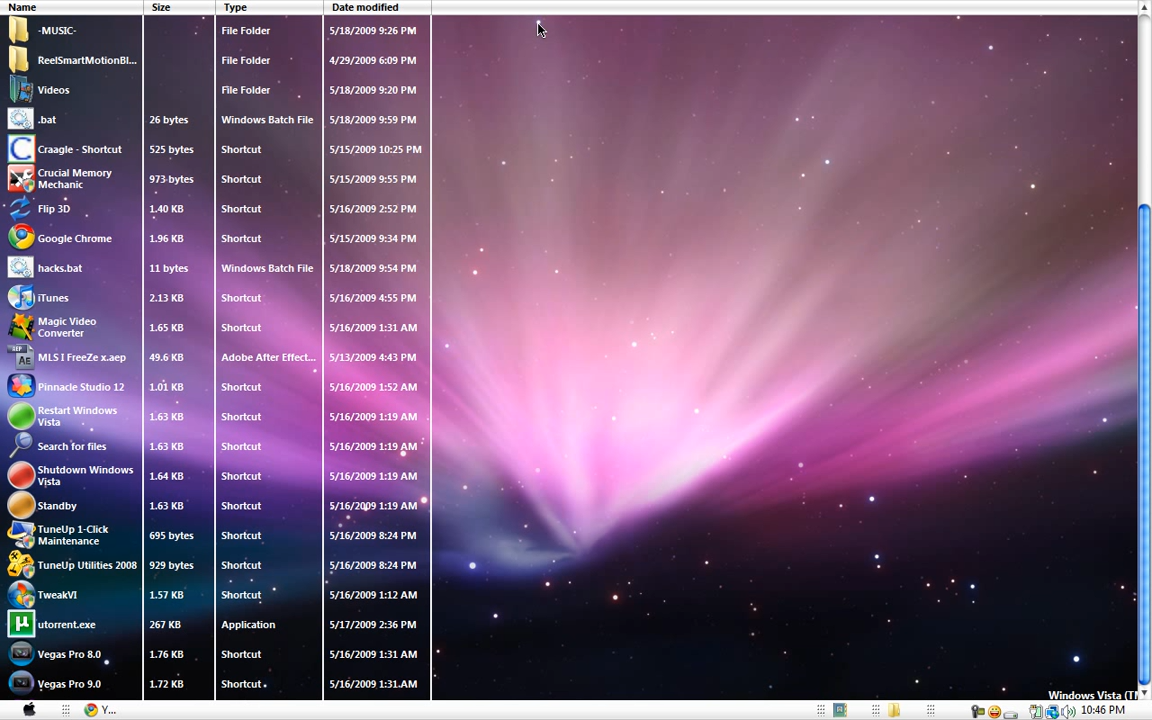 Name Size Type Date modified
-MUSIC- File Folder 5/18/2009 9:26 PM
ReelSmartMotionBl... File Folder 4/29/2009 6:09 PM
Videos File Folder 5/18/2009 9:20 PM
.bat 26 bytes Windows Batch File 5/18/2009 9:59 PM
Craagle - Shortcut 525 bytes Shortcut 5/15/2009 10:25 PM
Crucial Memory
Mechanic 973 bytes Shortcut 5/15/2009 9:55 PM
Flip 3D 1.40 KB Shortcut 5/16/2009 2:52 PM
Google Chrome 1.96 KB Shortcut 5/15/2009 9:34 PM
hacks.bat 11 bytes Windows Batch File 5/18/2009 9:54 PM
iTunes 2.13 KB Shortcut 5/16/2009 4:55 PM
Magic Video
Converter 1.65 KB Shortcut 5/16/2009 1:31 AM
MLS I FreeZe x.aep 49.6 KB Adobe After Effect... 5/13/2009 4:43 PM
Pinnacle Studio 12 1.01 KB Shortcut 5/16/2009 1:52 AM
Restart Windows
Vista 1.63 KB Shortcut 5/16/2009 1:19 AM
Search for files 1.63 KB Shortcut 5/16/2009 1:19 AM
Shutdown Windows
Vista 1.64 KB Shortcut 5/16/2009 1:19 AM
Standby 1.63 KB Shortcut 5/16/2009 1:19 AM
TuneUp 1-Click
Maintenance 695 bytes Shortcut 5/16/2009 8:24 PM
TuneUp Utilities 2008 929 bytes Shortcut 5/16/2009 8:24 PM
TweakVI 1.57 KB Shortcut 5/16/2009 1:12 AM
utorrent.exe 267 KB Application 5/17/2009 2:36 PM
Vegas Pro 8.0 1.76 KB Shortcut 5/16/2009 1:31 AM
Vegas Pro 9.0 1.72 KB Shortcut 5/16/2009 1:31 AM
Windows Vista (T
Y... 10:46 PM